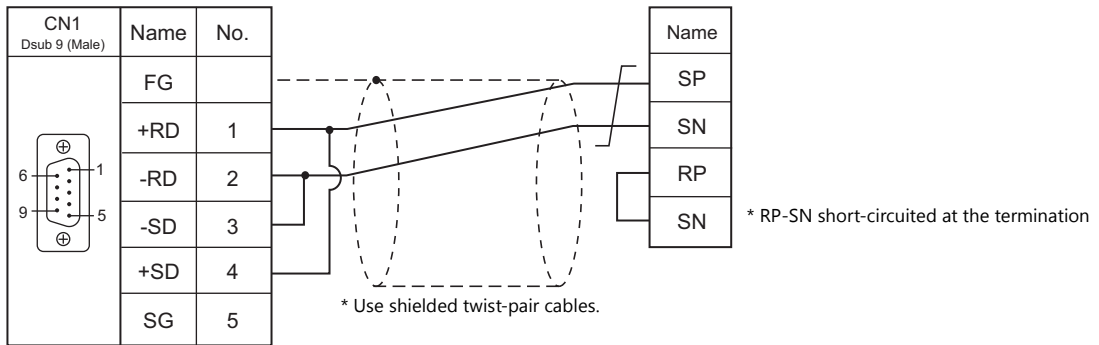 CN1
Dsub 9 (Male)
Name No.
FG
+RD 1
-RD 2
-SD 3
+SD 4
SG 5
6 1
9 5
Name
SP
SN
RP
SN
* RP-SN short-circuited at the termination
* Use shielded twist-pair cables.